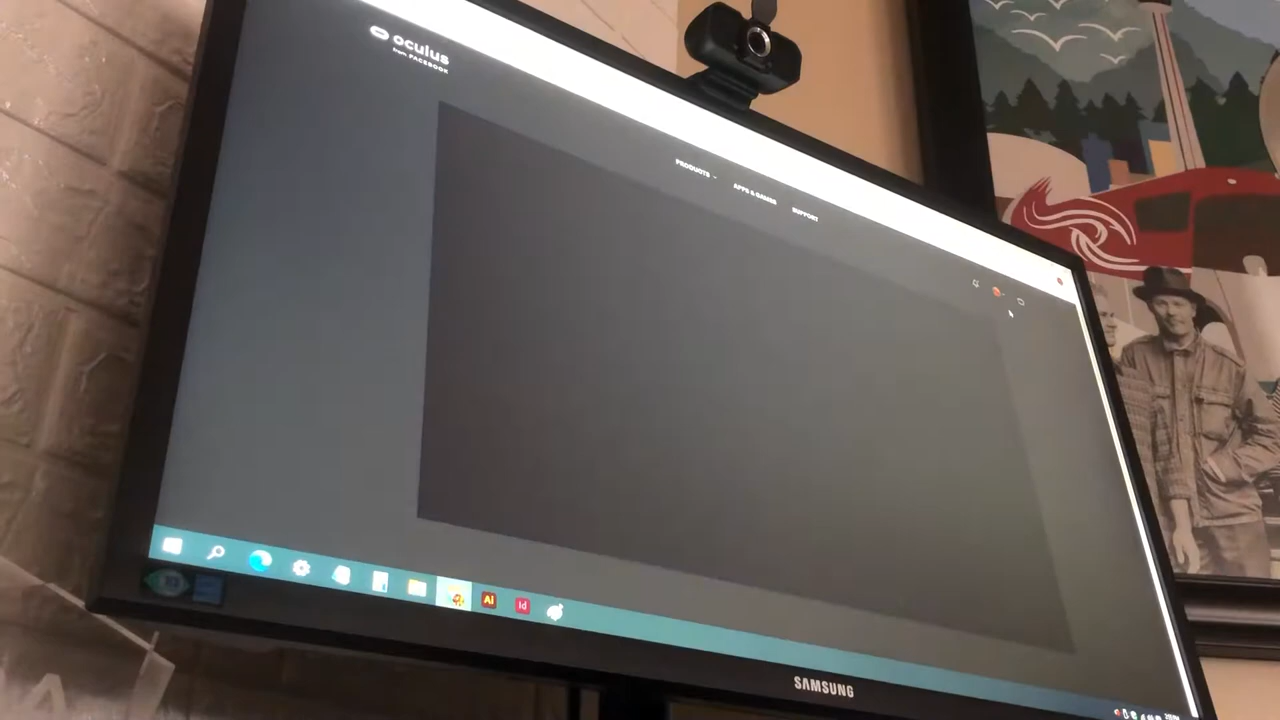 oculus
from FACEBOOK
PRODUCTS
APPS & GAMES
SUPPORT
Ai
Id
SAMSUNG